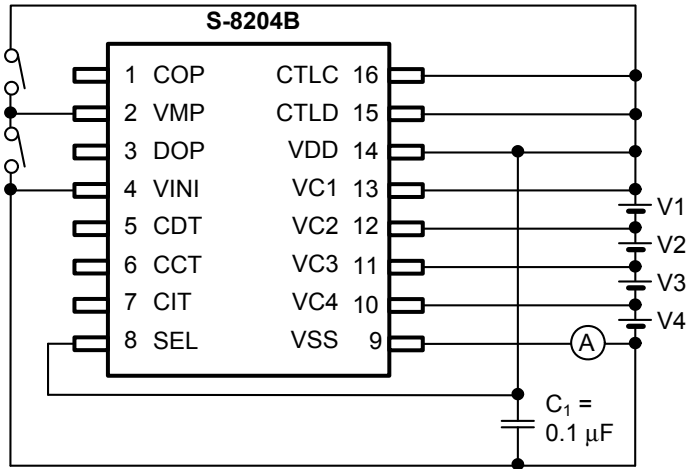 S-8204B
1 COP CTLC 16
2 VMP CTLD 15
3 DOP VDD 14
4 VINI VC1 13
5 CDT VC2 12
6 CCT VC3 11
7 CIT VC4 10
8 SEL VSS 9
V1
V2
V3
V4
A
C₁ =
0.1 μF